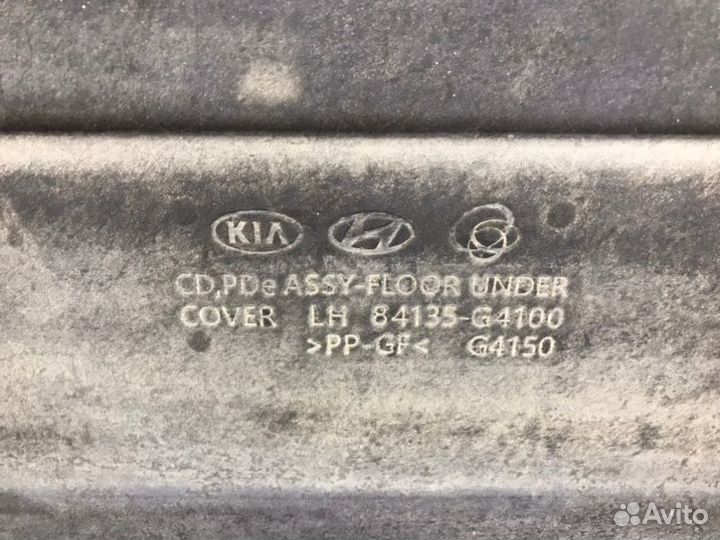 KIA
CD,PDe ASSY-FLOOR UNDER
COVER LH 84135-G4100
>PP-GF< G4150
Avito